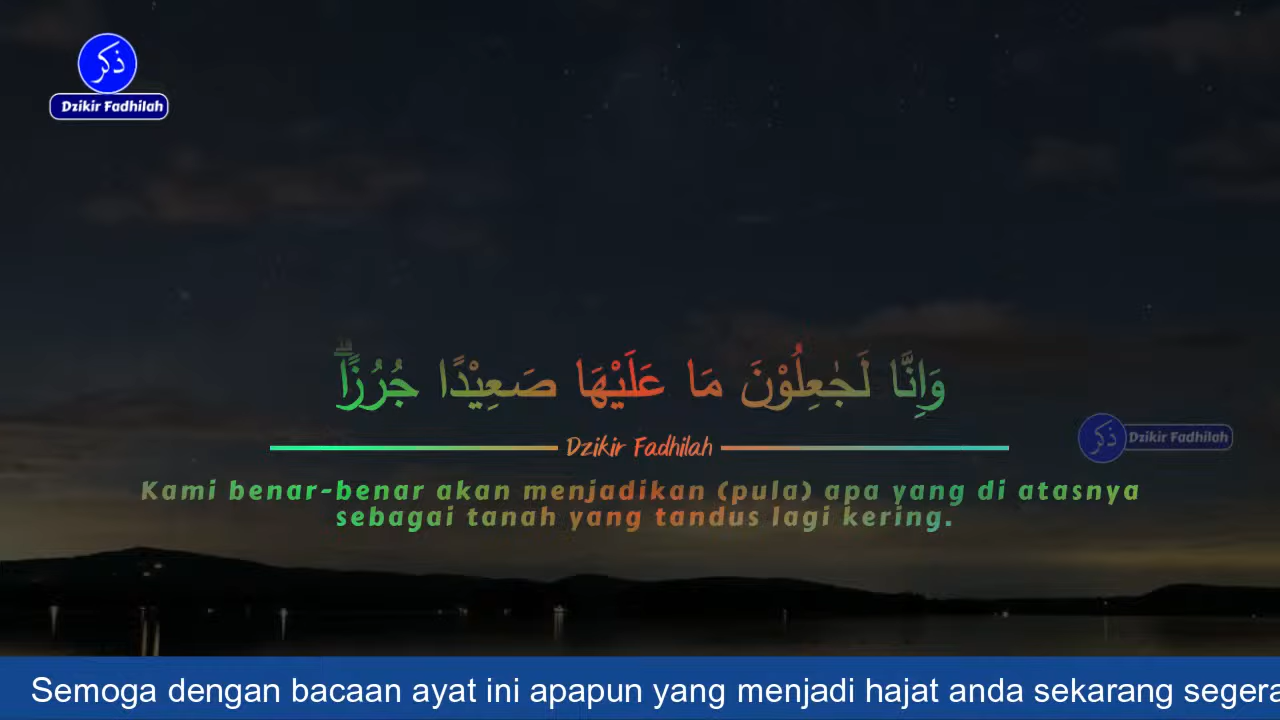 ذكر
Dzikir Fadhilah
وَاِنَّا لَجٰعِلُوْنَ مَا عَلَيْهَا صَعِيْدًا جُرُزًاۗ
Dzikir Fadhilah
ذكر
Dzikir Fadhilah
Kami benar-benar akan menjadikan (pula) apa yang di atasnya
sebagai tanah yang tandus lagi kering.
Semoga dengan bacaan ayat ini apapun yang menjadi hajat anda sekarang segera